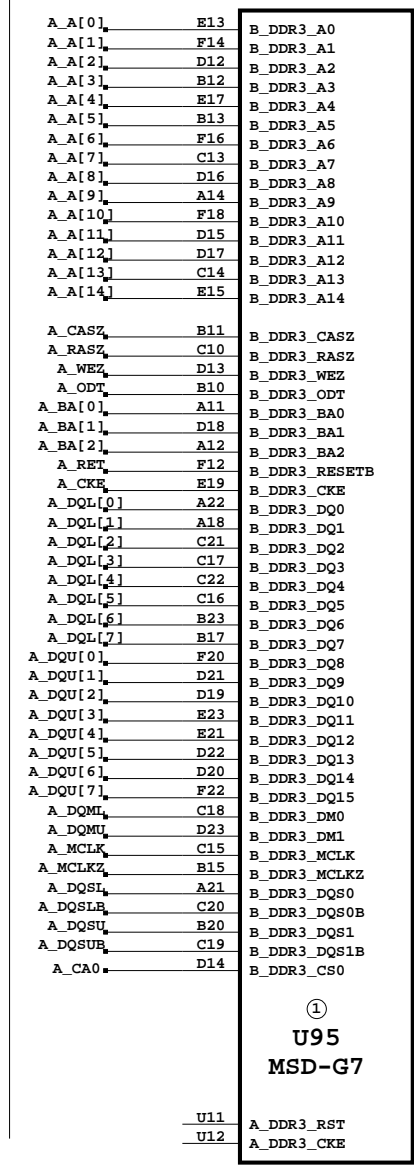 A_A[0] E13 B_DDR3_A0
A_A[1] F14 B_DDR3_A1
A_A[2] D12 B_DDR3_A2
A_A[3] B12 B_DDR3_A3
A_A[4] E17 B_DDR3_A4
A_A[5] B13 B_DDR3_A5
A_A[6] F16 B_DDR3_A6
A_A[7] C13 B_DDR3_A7
A_A[8] D16 B_DDR3_A8
A_A[9] A14 B_DDR3_A9
A_A[10] F18 B_DDR3_A10
A_A[11] D15 B_DDR3_A11
A_A[12] D17 B_DDR3_A12
A_A[13] C14 B_DDR3_A13
A_A[14] E15 B_DDR3_A14
A_CASZ B11 B_DDR3_CASZ
A_RASZ C10 B_DDR3_RASZ
A_WEZ D13 B_DDR3_WEZ
A_ODT B10 B_DDR3_ODT
A_BA[0] A11 B_DDR3_BA0
A_BA[1] D18 B_DDR3_BA1
A_BA[2] A12 B_DDR3_BA2
A_RET F12 B_DDR3_RESETB
A_CKE E19 B_DDR3_CKE
A_DQL[0] A22 B_DDR3_DQ0
A_DQL[1] A18 B_DDR3_DQ1
A_DQL[2] C21 B_DDR3_DQ2
A_DQL[3] C17 B_DDR3_DQ3
A_DQL[4] C22 B_DDR3_DQ4
A_DQL[5] C16 B_DDR3_DQ5
A_DQL[6] B23 B_DDR3_DQ6
A_DQL[7] B17 B_DDR3_DQ7
A_DQU[0] F20 B_DDR3_DQ8
A_DQU[1] D21 B_DDR3_DQ9
A_DQU[2] D19 B_DDR3_DQ10
A_DQU[3] E23 B_DDR3_DQ11
A_DQU[4] E21 B_DDR3_DQ12
A_DQU[5] D22 B_DDR3_DQ13
A_DQU[6] D20 B_DDR3_DQ14
A_DQU[7] F22 B_DDR3_DQ15
A_DQML C18 B_DDR3_DM0
A_DQMU D23 B_DDR3_DM1
A_MCLK C15 B_DDR3_MCLK
A_MCLKZ B15 B_DDR3_MCLKZ
A_DQSL A21 B_DDR3_DQS0
A_DQSLB C20 B_DDR3_DQS0B
A_DQSU B20 B_DDR3_DQS1
A_DQSUB C19 B_DDR3_DQS1B
A_CA0 D14 B_DDR3_CS0
①
U95
MSD-G7
U11 A_DDR3_RST
U12 A_DDR3_CKE